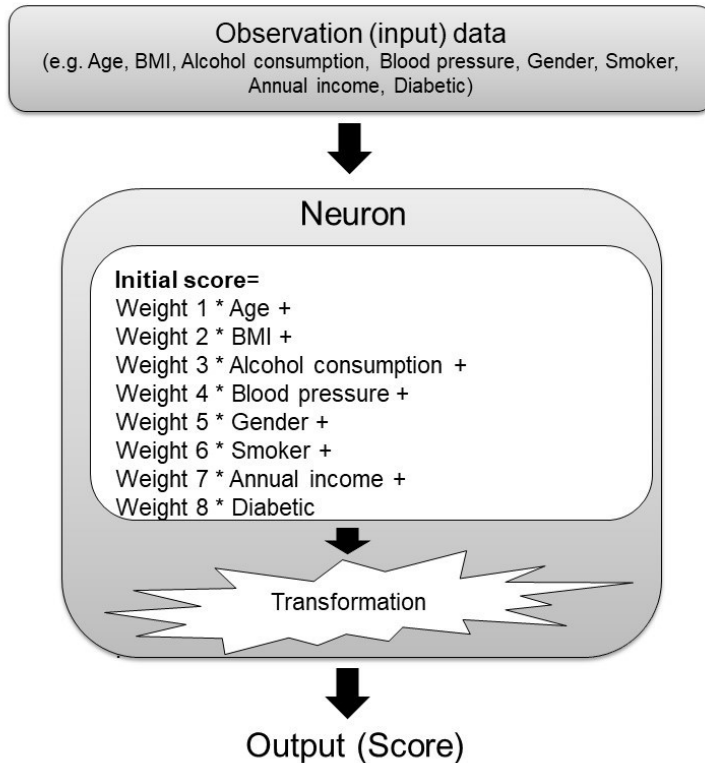 Observation (input) data
(e.g. Age, BMI, Alcohol consumption, Blood pressure, Gender, Smoker,
Annual income, Diabetic)
Neuron
Initial score=
Weight 1 * Age +
Weight 2 * BMI +
Weight 3 * Alcohol consumption +
Weight 4 * Blood pressure +
Weight 5 * Gender +
Weight 6 * Smoker +
Weight 7 * Annual income +
Weight 8 * Diabetic
Transformation
Output (Score)